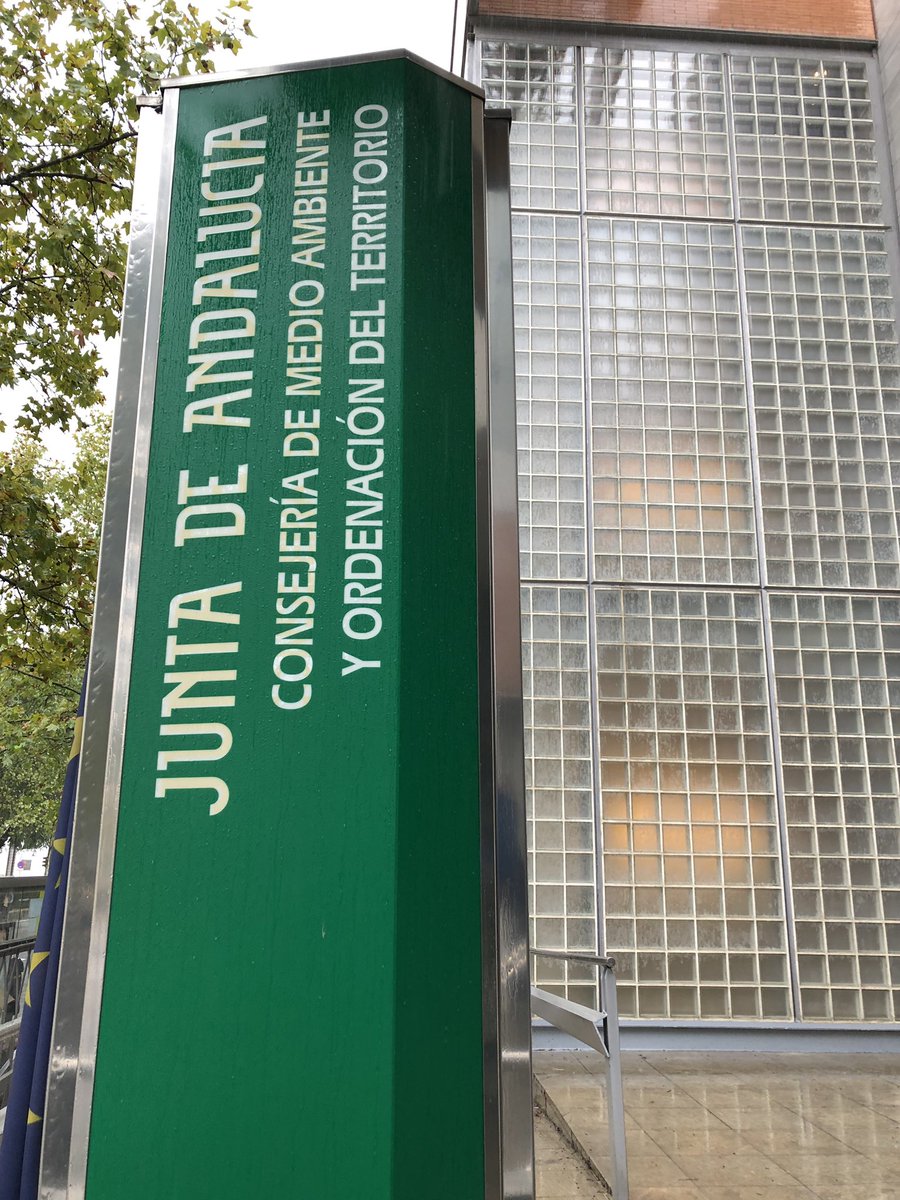 JUNTA DE ANDALUCIA
CONSEJERÍA DE MEDIO AMBIENTE
Y ORDENACIÓN DEL TERRITORIO